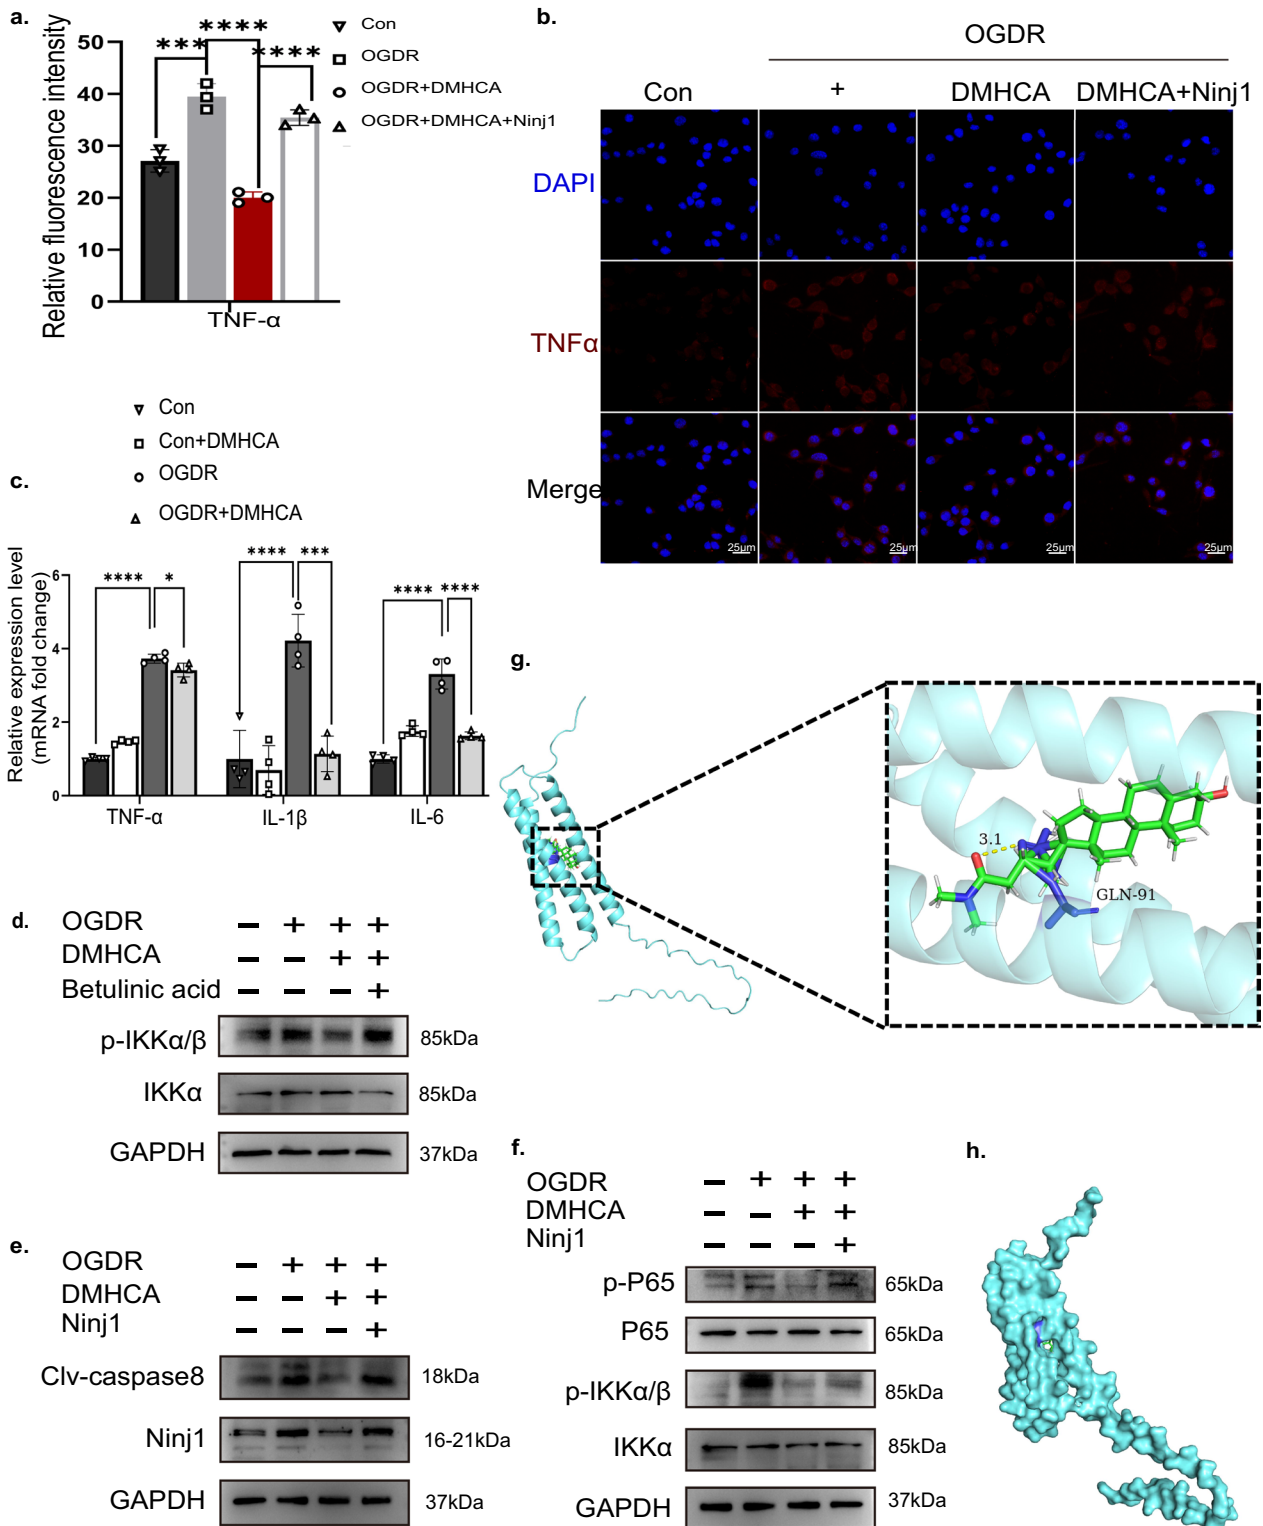 a.
Relative fluorescence intensity
50
40
30
20
10
0
***
****
****
TNF-α
Con
OGDR
OGDR+DMHCA
OGDR+DMHCA+Ninj1
b.
OGDR
Con
+
DMHCA
DMHCA+Ninj1
DAPI
TNFα
Merge
25μm
25μm
25μm
25μm
c.
Con
Con+DMHCA
OGDR
OGDR+DMHCA
Relative expression level
(mRNA fold change)
6
4
2
0
****
*
****
***
****
****
TNF-α
IL-1β
IL-6
d.
OGDR − + + +
DMHCA − − + +
Betulinic acid − − − +
p-IKKα/β 85kDa
IKKα 85kDa
GAPDH 37kDa
e.
OGDR − + + +
DMHCA − − + +
Ninj1 − − − +
Clv-caspase8 18kDa
Ninj1 16-21kDa
GAPDH 37kDa
f.
OGDR − + + +
DMHCA − − + +
Ninj1 − − − +
p-P65 65kDa
P65 65kDa
p-IKKα/β 85kDa
IKKα 85kDa
GAPDH 37kDa
g.
3.1
GLN-91
h.